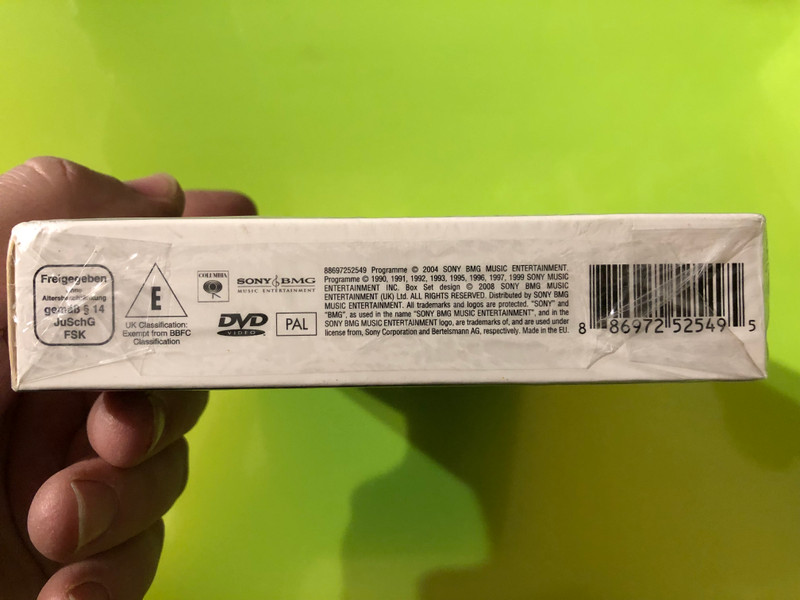 Freigegeben
ohne
Altersbeschränkung
gemäß § 14
JuSchG
FSK
E
UK Classification:
Exempt from BBFC
Classification
COLUMBIA
SONY BMG
MUSIC ENTERTAINMENT
DVD
VIDEO
PAL
88697252549 Programme ℗ 2004 SONY BMG MUSIC ENTERTAINMENT.
Programme © 1990, 1991, 1992, 1993, 1995, 1996, 1997, 1999 SONY MUSIC
ENTERTAINMENT INC. Box Set design © 2008 SONY BMG MUSIC
ENTERTAINMENT (UK) Ltd. ALL RIGHTS RESERVED. Distributed by SONY BMG
MUSIC ENTERTAINMENT. All trademarks and logos are protected. "SONY" and
"BMG", as used in the name "SONY BMG MUSIC ENTERTAINMENT", and in the
SONY BMG MUSIC ENTERTAINMENT logo, are trademarks of, and are used under
license from, Sony Corporation and Bertelsmann AG, respectively. Made in the EU.
8 86972 52549 5